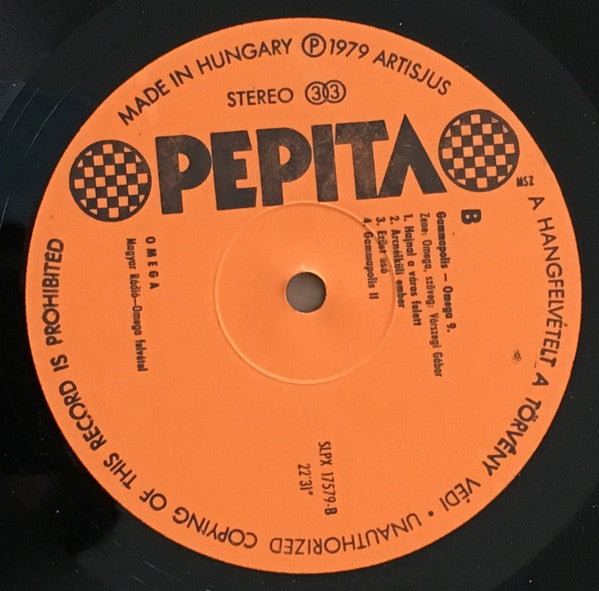 MADE IN HUNGARY Ⓟ 1979 ARTISJUS
STEREO 33
PEPITA
MSZ
B
Gammapolis — Omega 9.
Zene: Omega, szöveg: Várszegi Gábor
1. Hajnal a város felett
2. Arcnélküli ember
3. Ezüst eső
4. Gammapolis II
OMEGA
Magyar Rádió—Omega felvétel
SLPX 17579-B
22'31"
A HANGFELVÉTELT A TÖRVÉNY VÉDI • UNAUTHORIZED COPYING OF THIS RECORD IS PROHIBITED